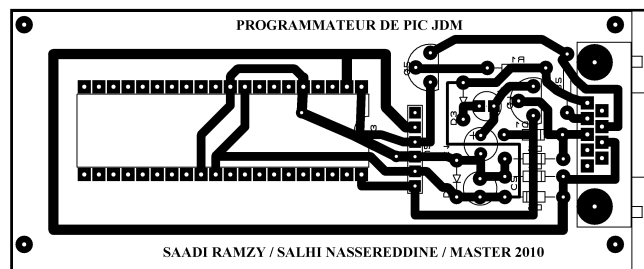 PROGRAMMATEUR DE PIC JDM
SAADI RAMZY / SALHI NASSEREDDINE / MASTER 2010